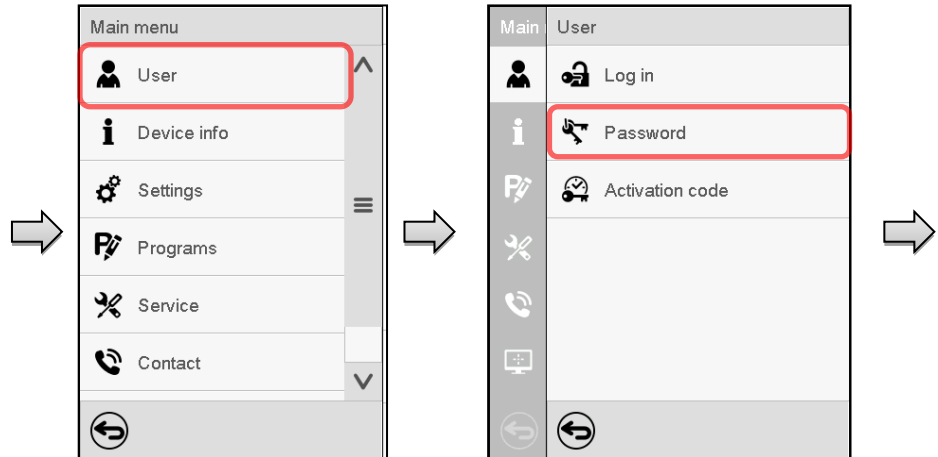 Main menu
User
Device info
Settings
Programs
Service
Contact
Main
User
Log in
Password
Activation code